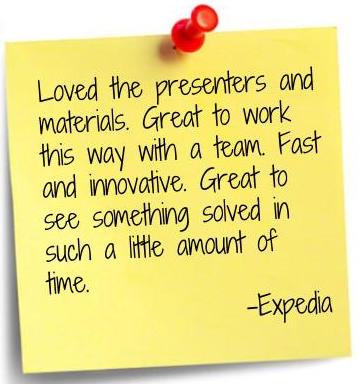 Loved the presenters and
materials. Great to work
this way with a team. Fast
and innovative. Great to
see something solved in
such a little amount of
time.
-Expedia